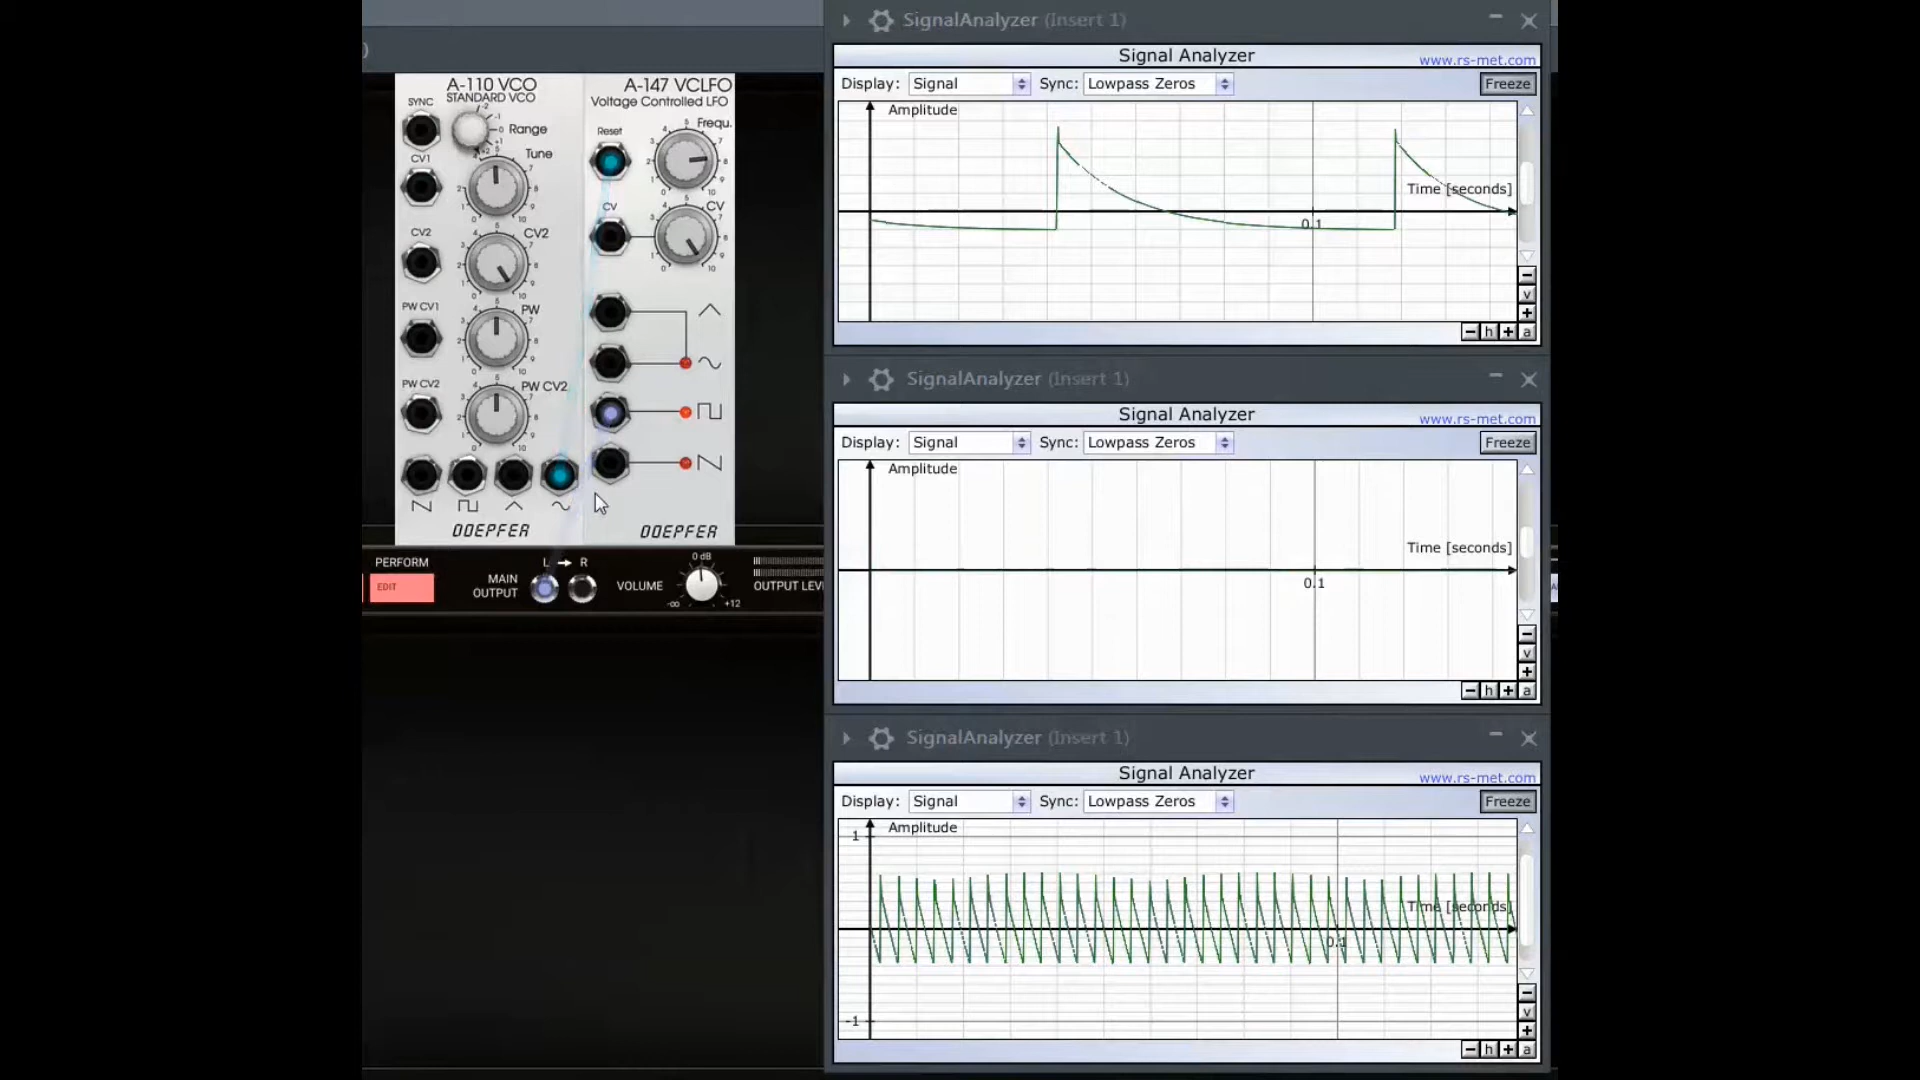 )
A-110 VCO
STANDARD VCO
SYNC
-2
-1
0
+1
+2
Range
CV1
Tune
CV2
CV2
PW CV1
PW
PW CV2
PW CV2
DOEPFER
A-147 VCLFO
Voltage Controlled LFO
Reset
Frequ.
CV
CV
DOEPFER
PERFORM
EDIT
MAIN
OUTPUT
L
R
VOLUME
0 dB
-∞
+12
OUTPUT LEV
SignalAnalyzer (Insert 1)
Signal Analyzer
www.rs-met.com
Display: Signal Sync: Lowpass Zeros Freeze
Amplitude
Time [seconds]
0.1
− v +
− h + a
SignalAnalyzer (Insert 1)
Signal Analyzer
www.rs-met.com
Display: Signal Sync: Lowpass Zeros Freeze
Amplitude
Time [seconds]
0.1
− v +
− h + a
SignalAnalyzer (Insert 1)
Signal Analyzer
www.rs-met.com
Display: Signal Sync: Lowpass Zeros Freeze
1
Amplitude
Time [seconds]
0.1
-1
− v +
− h + a